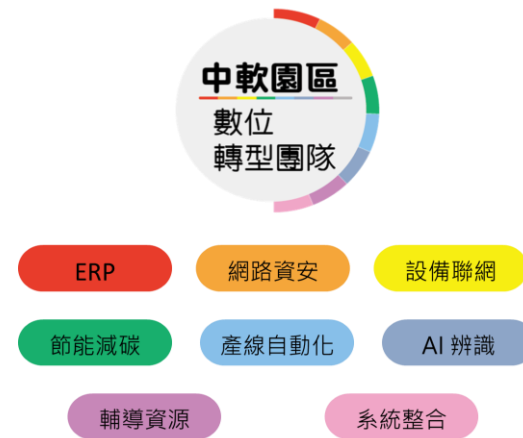 中軟園區
數位
轉型團隊
ERP
網路資安
設備聯網
節能減碳
產線自動化
AI 辨識
輔導資源
系統整合